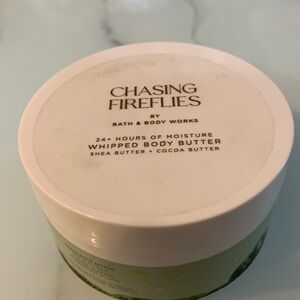 CHASING
FIREFLIES
BY
BATH & BODY WORKS
24+ HOURS OF MOISTURE
WHIPPED BODY BUTTER
SHEA BUTTER + COCOA BUTTER